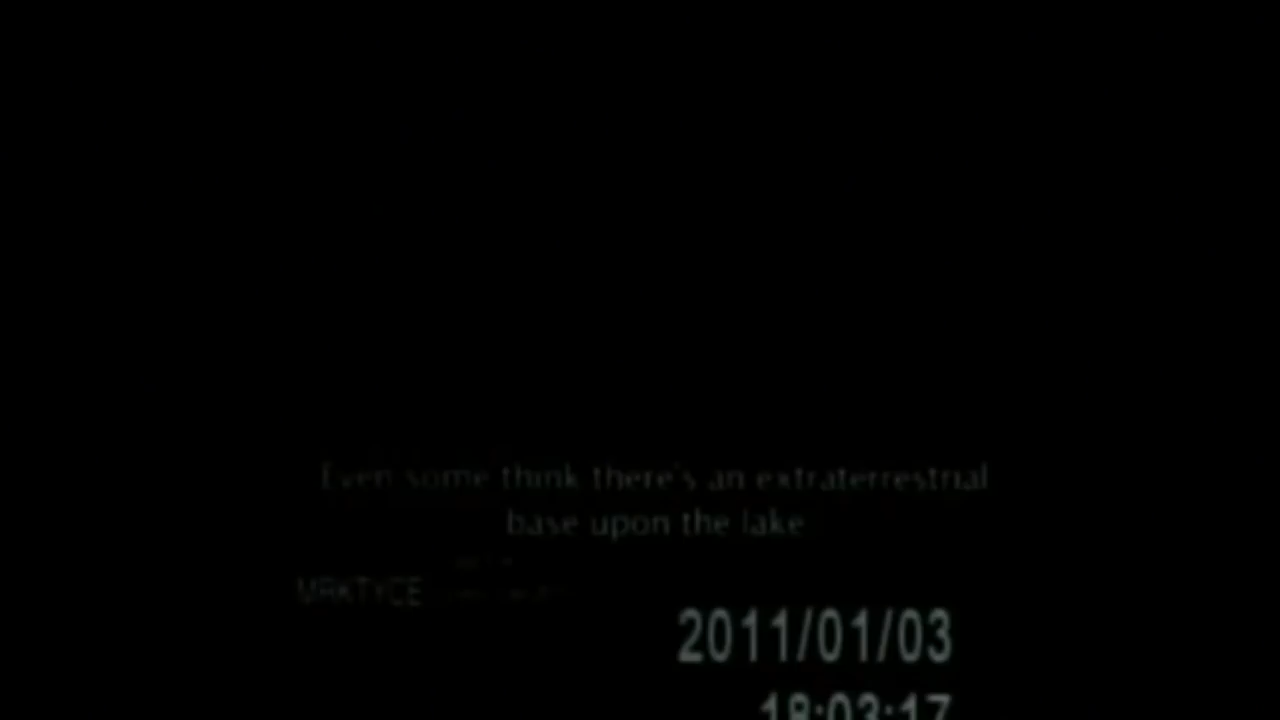 Even some think there's an extraterrestrial
base upon the lake
2011/01/03
18:03:17